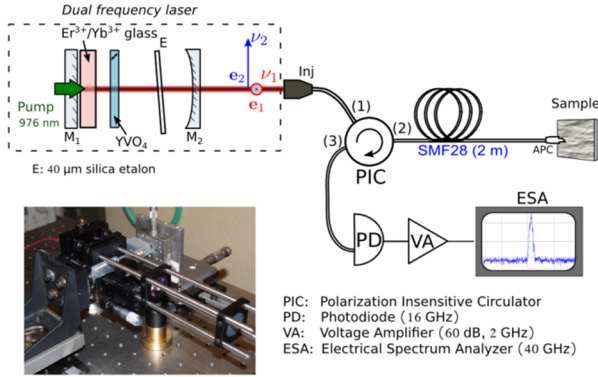 Dual frequency laser
Er3+/Yb3+ glass
E
ν2
e2
ν1
e1
Inj
Pump
976 nm
M1
YVO4
M2
E: 40 μm silica etalon
(1)
(2)
(3)
PIC
SMF28 (2 m)
Sample
APC
ESA
PD
VA
PIC: Polarization Insensitive Circulator
PD: Photodiode (16 GHz)
VA: Voltage Amplifier (60 dB, 2 GHz)
ESA: Electrical Spectrum Analyzer (40 GHz)